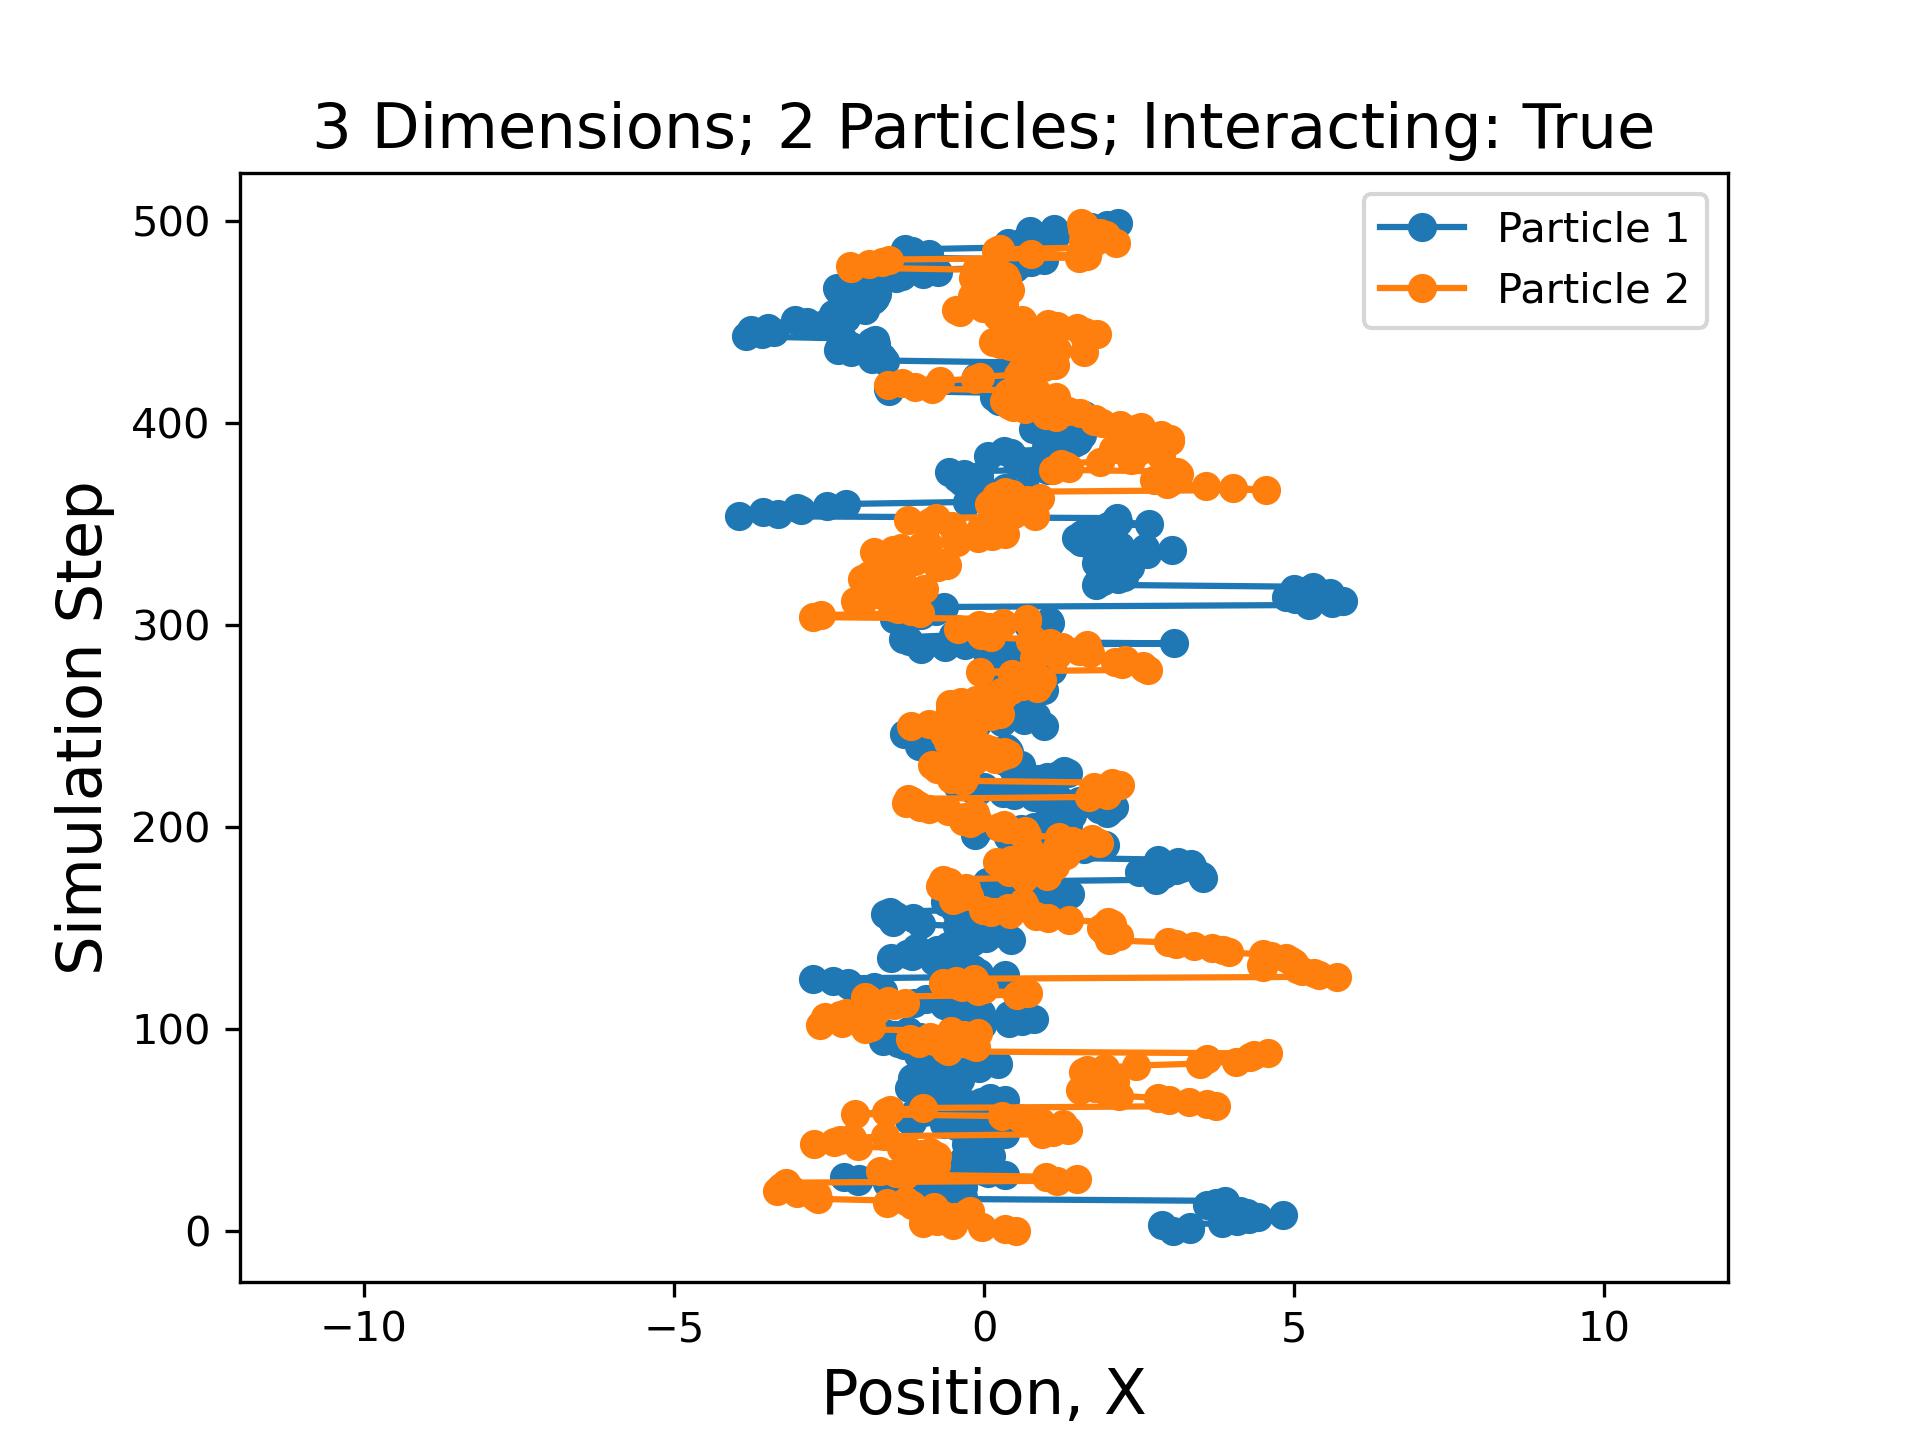 3 Dimensions; 2 Particles; Interacting: True
Particle 1
Particle 2
Simulation Step
500
400
300
200
100
0
−10
−5
0
5
10
Position, X